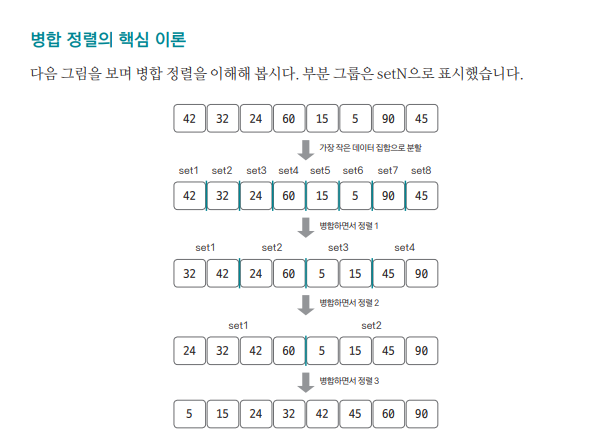 병합 정렬의 핵심 이론
다음 그림을 보며 병합 정렬을 이해해 봅시다. 부분 그룹은 setN으로 표시했습니다.
42 32 24 60 15 5 90 45
가장 작은 데이터 집합으로 분할
set1 set2 set3 set4 set5 set6 set7 set8
42 32 24 60 15 5 90 45
병합하면서 정렬 1
set1 set2 set3 set4
32 42 24 60 5 15 45 90
병합하면서 정렬 2
set1 set2
24 32 42 60 5 15 45 90
병합하면서 정렬 3
5 15 24 32 42 45 60 90